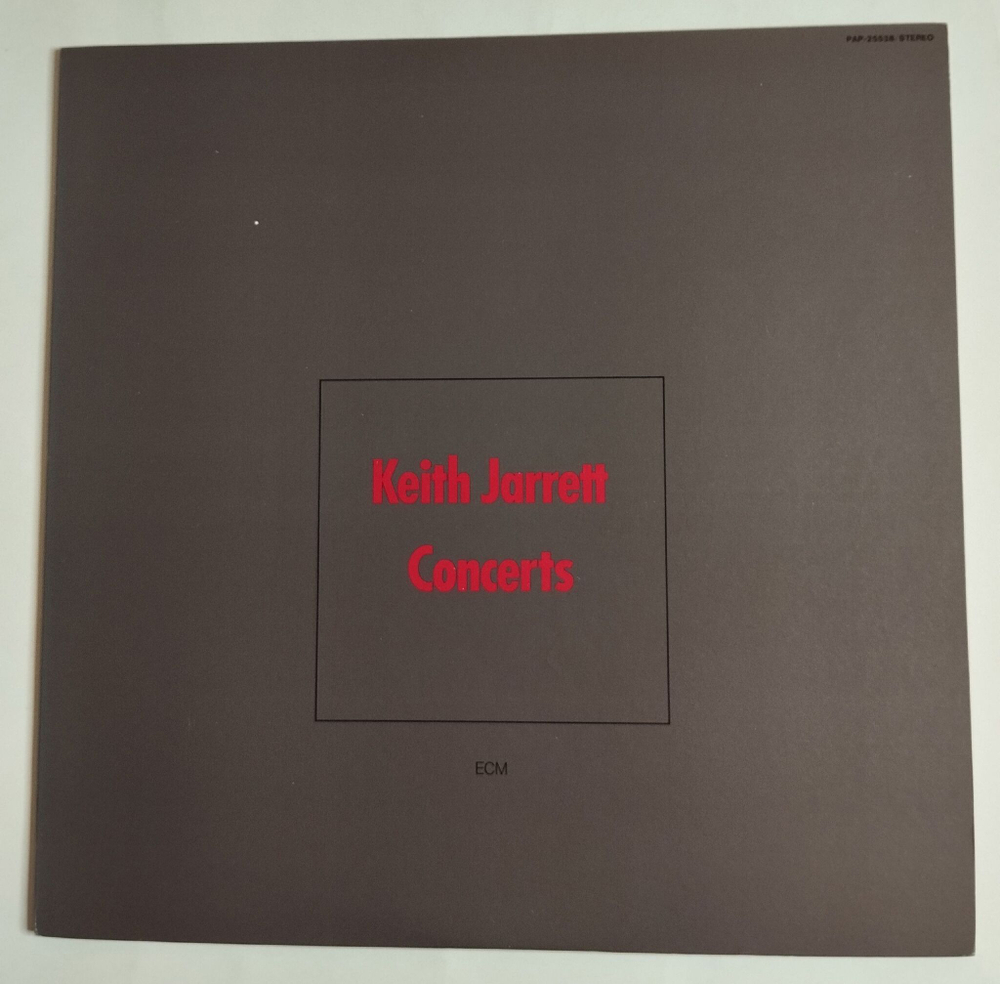 PAP-25538 STEREO
Keith Jarrett
Concerts
ECM